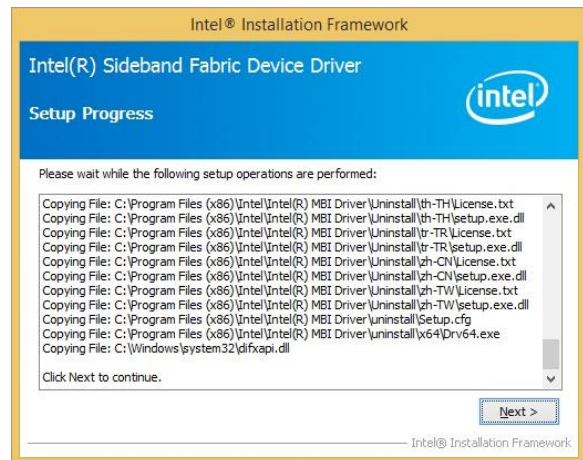 Intel® Installation Framework
Intel(R) Sideband Fabric Device Driver
intel
Setup Progress
Please wait while the following setup operations are performed:
Copying File: C:\Program Files (x86)\Intel\Intel(R) MBI Driver\Uninstall\th-TH\License.txt
Copying File: C:\Program Files (x86)\Intel\Intel(R) MBI Driver\Uninstall\th-TH\setup.exe.dll
Copying File: C:\Program Files (x86)\Intel\Intel(R) MBI Driver\Uninstall\tr-TR\License.txt
Copying File: C:\Program Files (x86)\Intel\Intel(R) MBI Driver\Uninstall\tr-TR\setup.exe.dll
Copying File: C:\Program Files (x86)\Intel\Intel(R) MBI Driver\Uninstall\zh-CN\License.txt
Copying File: C:\Program Files (x86)\Intel\Intel(R) MBI Driver\Uninstall\zh-CN\setup.exe.dll
Copying File: C:\Program Files (x86)\Intel\Intel(R) MBI Driver\Uninstall\zh-TW\License.txt
Copying File: C:\Program Files (x86)\Intel\Intel(R) MBI Driver\Uninstall\zh-TW\setup.exe.dll
Copying File: C:\Program Files (x86)\Intel\Intel(R) MBI Driver\uninstall\Setup.cfg
Copying File: C:\Program Files (x86)\Intel\Intel(R) MBI Driver\uninstall\x64\Drv64.exe
Copying File: C:\Windows\system32\difxapi.dll
Click Next to continue.
Next >
Intel® Installation Framework